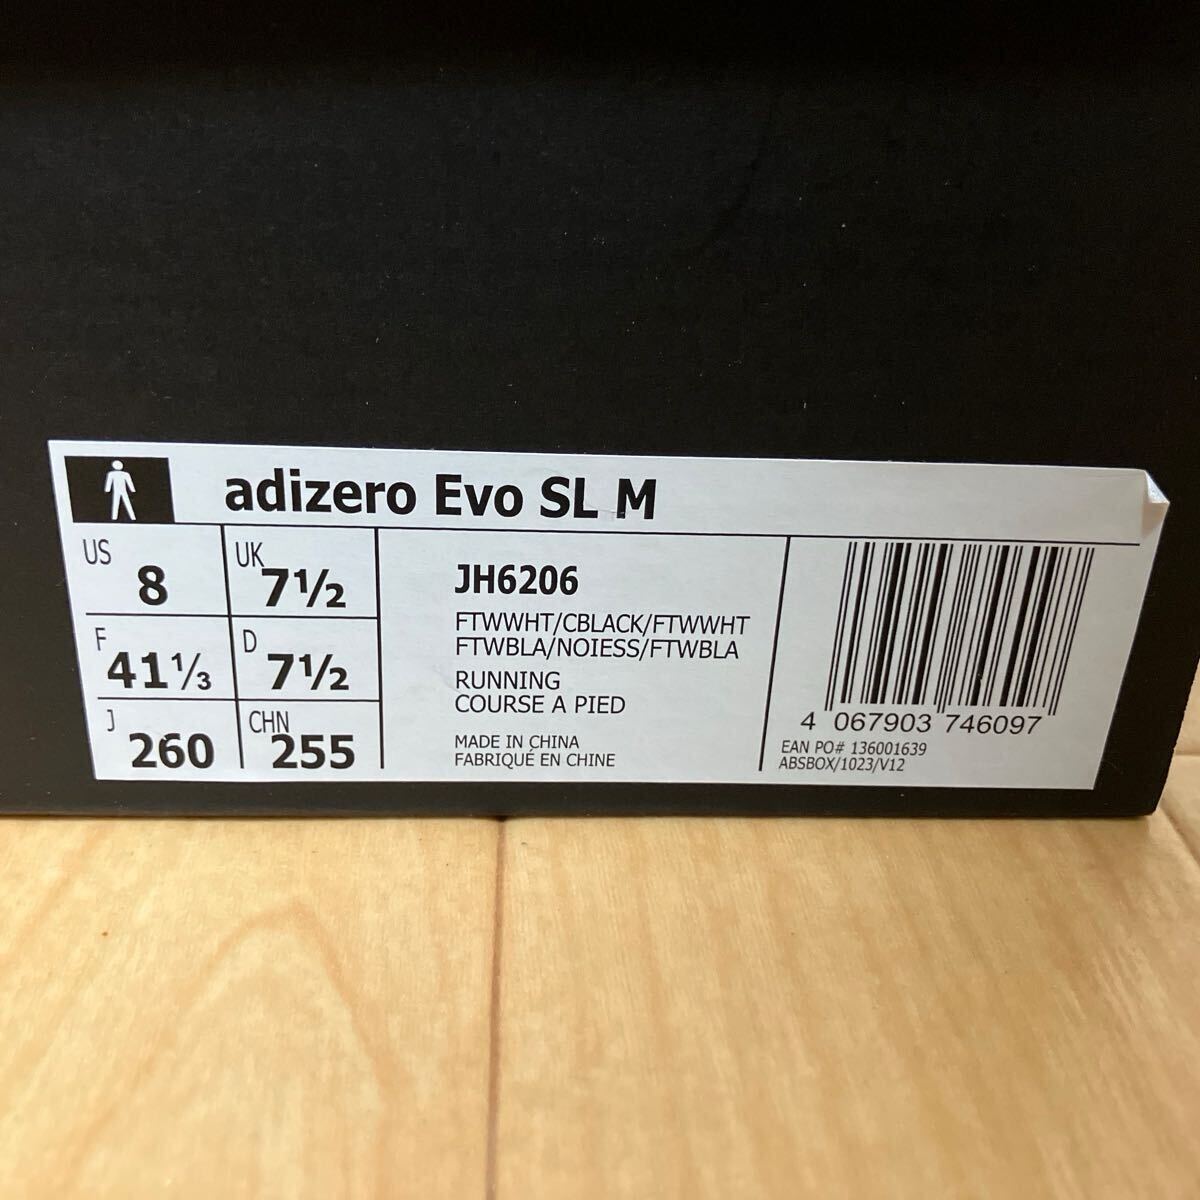 adizero Evo SL M
US 8
UK 7½
F 41⅓
D 7½
J 260
CHN 255
JH6206
FTWWHT/CBLACK/FTWWHT
FTWBLA/NOIESS/FTWBLA
RUNNING
COURSE A PIED
MADE IN CHINA
FABRIQUÉ EN CHINE
4 067903 746097
EAN PO# 136001639
ABSBOX/1023/V12